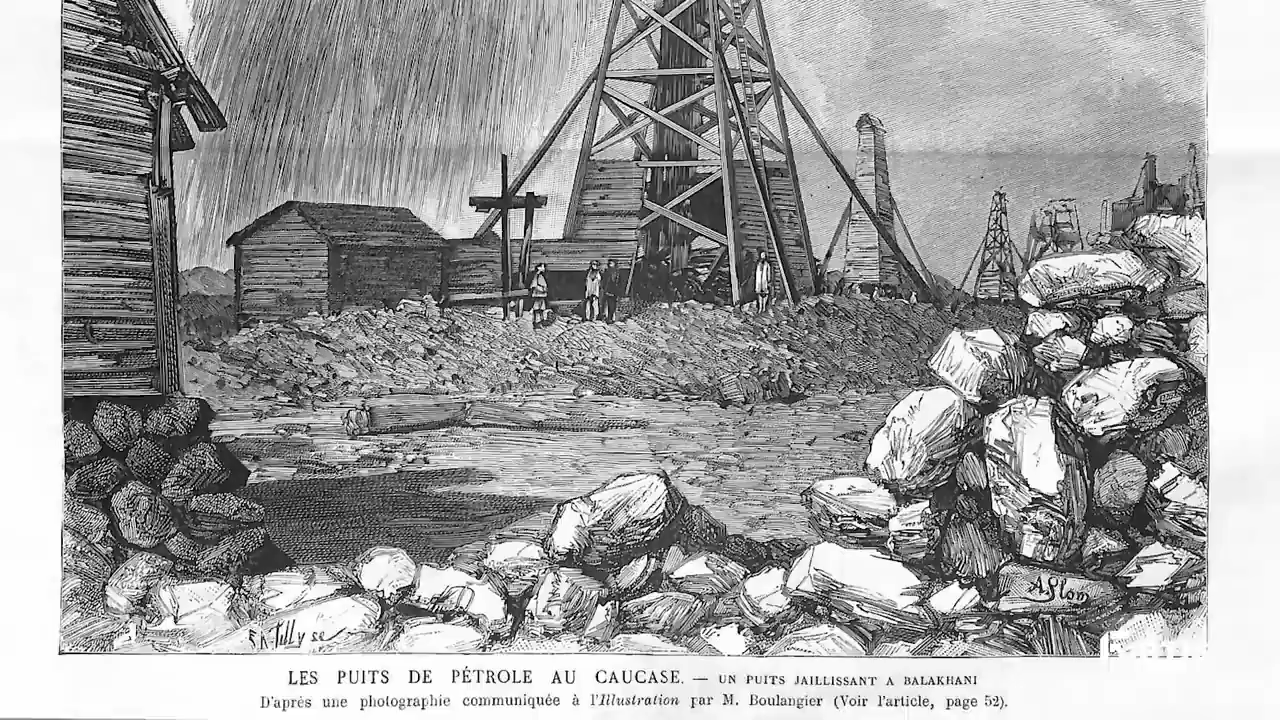 A Slom
LES PUITS DE PÉTROLE AU CAUCASE. — UN PUITS JAILLISSANT A BALAKHANI
D'après une photographie communiquée à l'Illustration par M. Boulangier (Voir l'article, page 52).